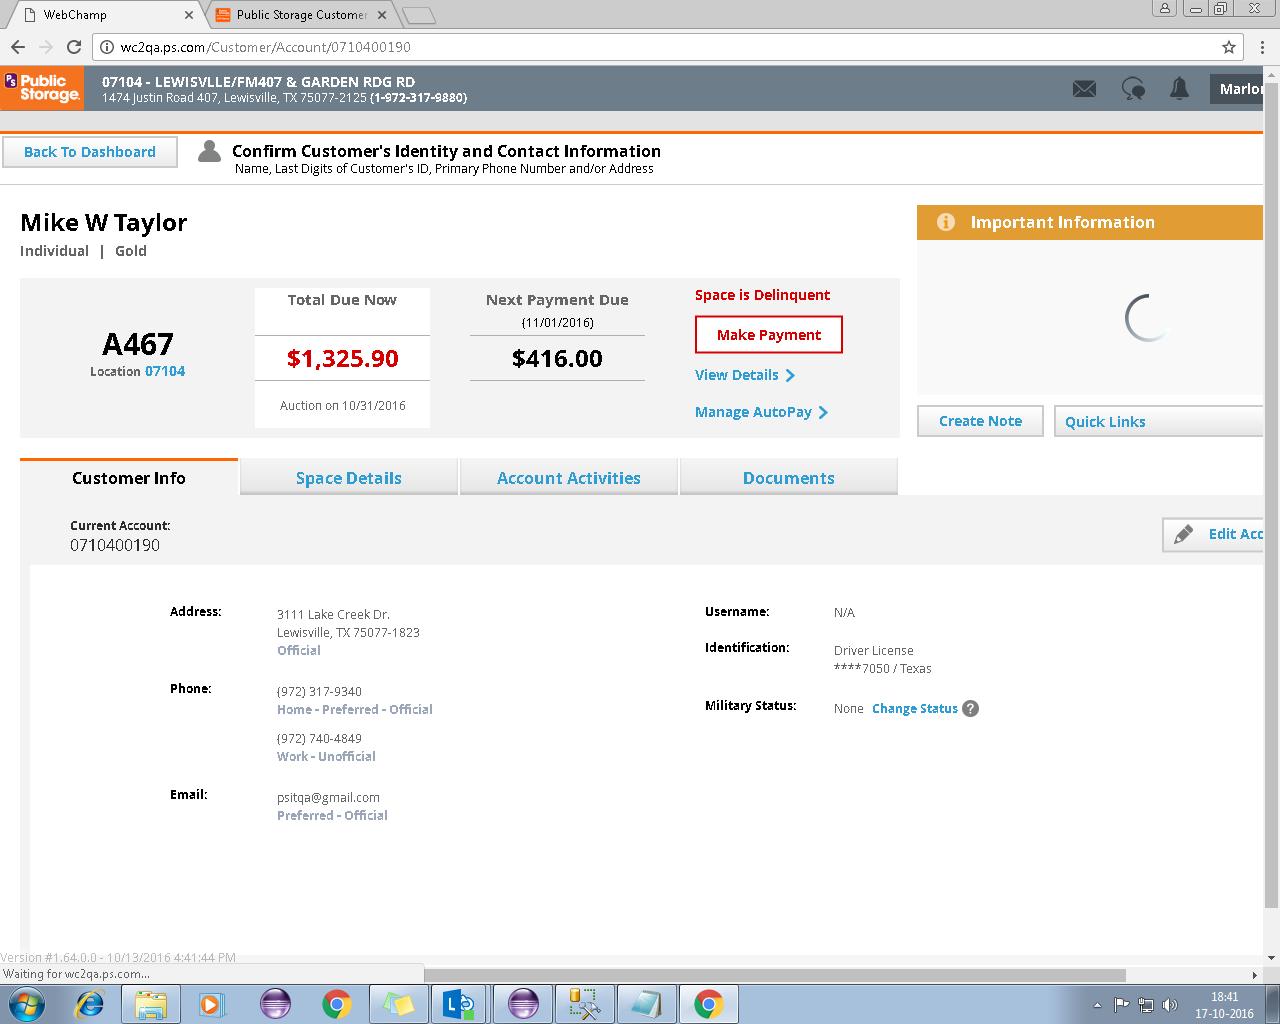 WebChamp
Public Storage Customer
wc2qa.ps.com/Customer/Account/0710400190
Ps Public Storage.
07104 - LEWISVLLE/FM407 & GARDEN RDG RD
1474 Justin Road 407, Lewisville, TX 75077-2125 (1-972-317-9880)
Marlon
Back To Dashboard
Confirm Customer's Identity and Contact Information
Name, Last Digits of Customer's ID, Primary Phone Number and/or Address
Mike W Taylor
Individual | Gold
Important Information
A467
Location 07104
Total Due Now
$1,325.90
Auction on 10/31/2016
Next Payment Due
(11/01/2016)
$416.00
Space is Delinquent
Make Payment
View Details
Manage AutoPay
Create Note
Quick Links
Customer Info
Space Details
Account Activities
Documents
Current Account:
0710400190
Edit Acc
Address:
3111 Lake Creek Dr.
Lewisville, TX 75077-1823
Official
Phone:
(972) 317-9340
Home - Preferred - Official
(972) 740-4849
Work - Unofficial
Email:
psitqa@gmail.com
Preferred - Official
Username:
N/A
Identification:
Driver License
****7050 / Texas
Military Status:
None Change Status ?
Version #1.64.0.0 - 10/13/2016 4:41:44 PM
Waiting for wc2qa.ps.com...
18:41
17-10-2016